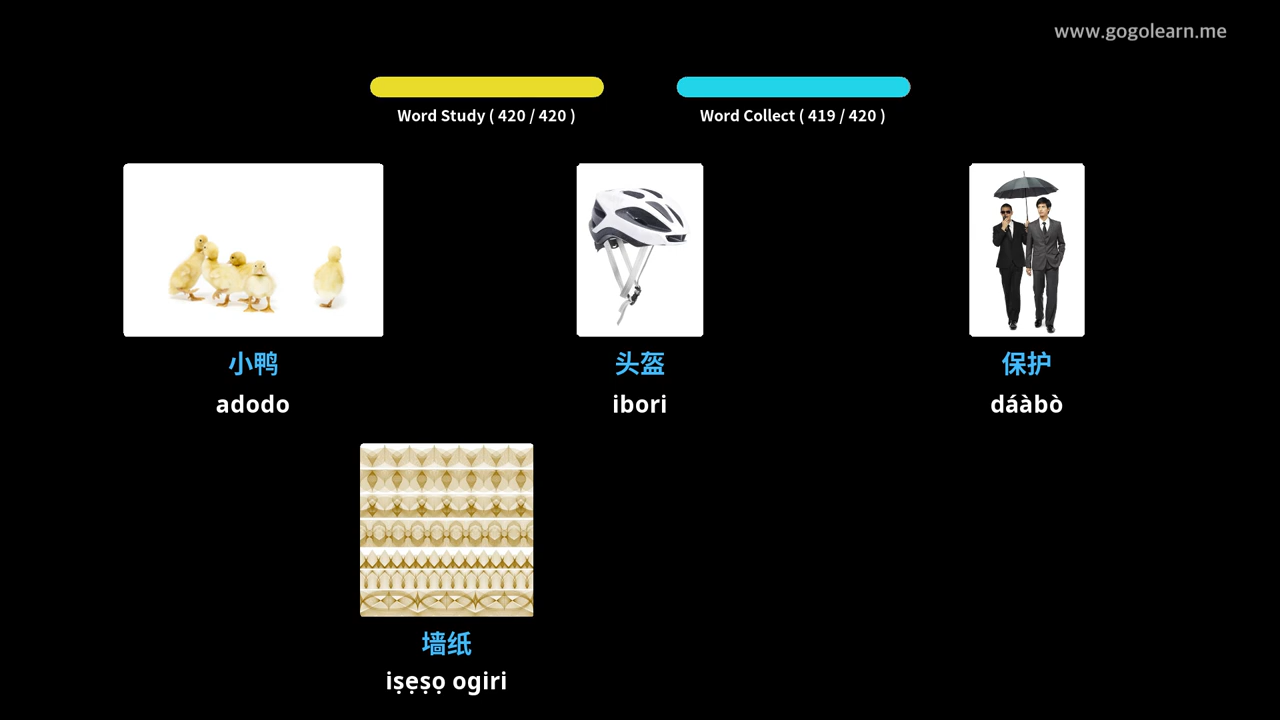 www.gogolearn.me
Word Study ( 420 / 420 )
Word Collect ( 419 / 420 )
小鸭
adodo
头盔
ibori
保护
dáàbò
墙纸
iṣẹṣọ ogiri